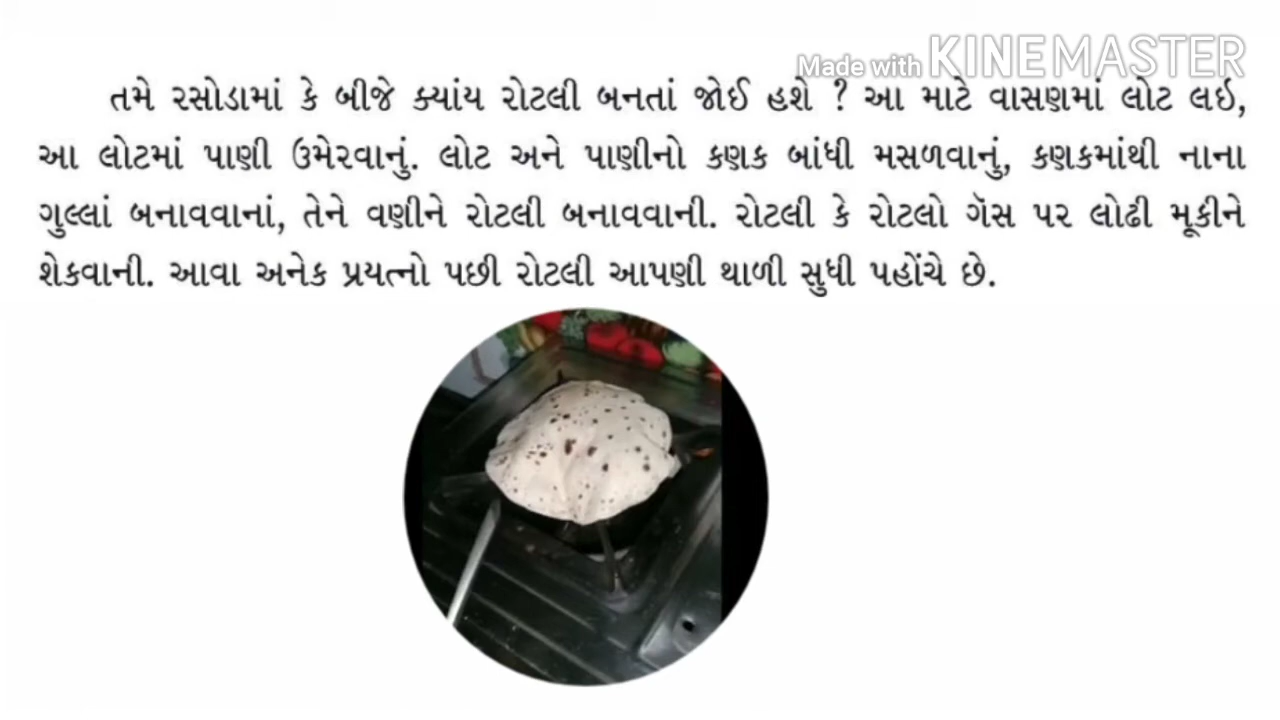 Made with KINEMASTER
તમે રસોડામાં કે બીજે ક્યાંય રોટલી બનતાં જોઈ હશે ? આ માટે વાસણમાં લોટ લઈ,
આ લોટમાં પાણી ઉમેરવાનું. લોટ અને પાણીનો કણક બાંધી મસળવાનું, કણકમાંથી નાના
ગુલ્લાં બનાવવાનાં, તેને વણીને રોટલી બનાવવાની. રોટલી કે રોટલો ગૅસ પર લોઢી મૂકીને
શેકવાની. આવા અનેક પ્રયત્નો પછી રોટલી આપણી થાળી સુધી પહોંચે છે.